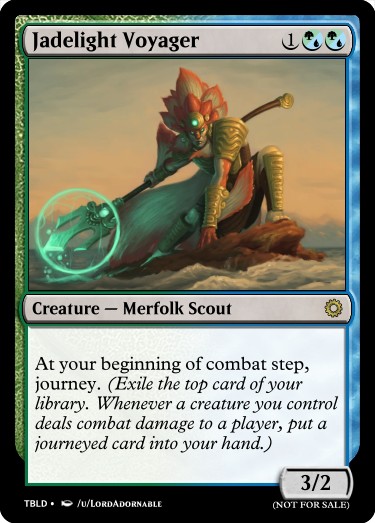 Jadelight Voyager 1
Creature — Merfolk Scout
At your beginning of combat step,
journey. (Exile the top card of your
library. Whenever a creature you control
deals combat damage to a player, put a
journeyed card into your hand.)
3/2
TBLD • /u/LordAdornable
(NOT FOR SALE)